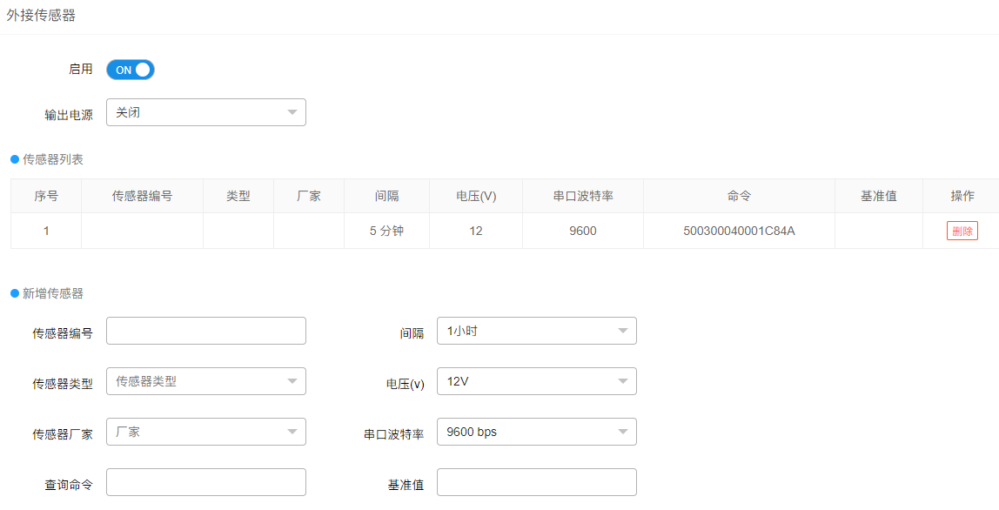 外接传感器
启用 ON
输出电源 关闭
传感器列表
序号 传感器编号 类型 厂家 间隔 电压(V) 串口波特率 命令 基准值 操作
1 5 分钟 12 9600 500300040001C84A 删除
新增传感器
传感器编号 间隔 1小时
传感器类型 传感器类型 电压(v) 12V
传感器厂家 厂家 串口波特率 9600 bps
查询命令 基准值